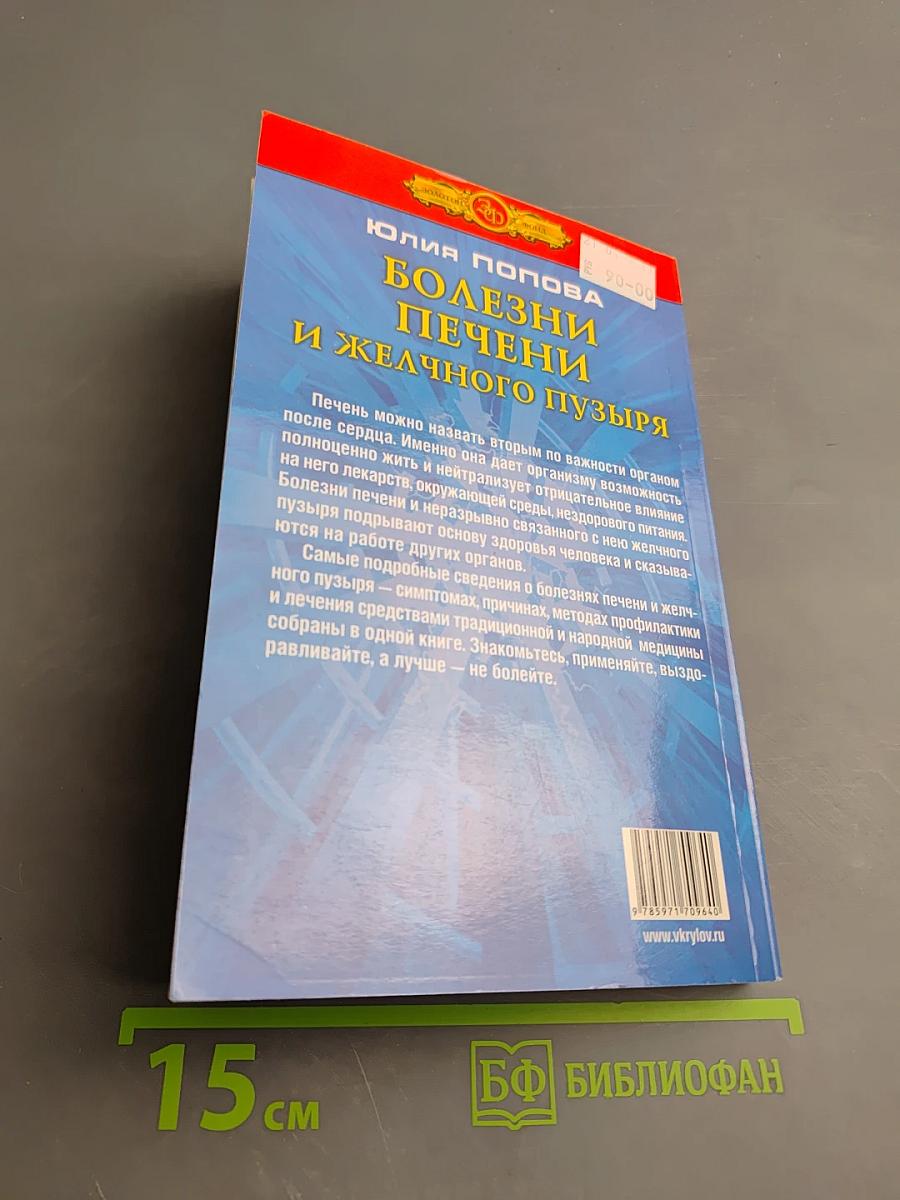 ЗОЛОТОЙ ЗФ ФОНД
90-00
ЮЛИЯ ПОПОВА
БОЛЕЗНИ
ПЕЧЕНИ
И ЖЕЛЧНОГО ПУЗЫРЯ
Печень можно назвать вторым по важности органом
после сердца. Именно она дает организму возможность
полноценно жить и нейтрализует отрицательное влияние
на него лекарств, окружающей среды, нездорового питания.
Болезни печени и неразрывно связанного с нею желчного
пузыря подрывают основу здоровья человека и сказыва-
ются на работе других органов.
Самые подробные сведения о болезнях печени и желч-
ного пузыря — симптомах, причинах, методах профилактики
и лечения средствами традиционной и народной медицины
собраны в одной книге. Знакомьтесь, применяйте, выздо-
равливайте, а лучше — не болейте.
9 785971 709640
www.vkrylov.ru
15 см
БФ БИБЛИОФАН